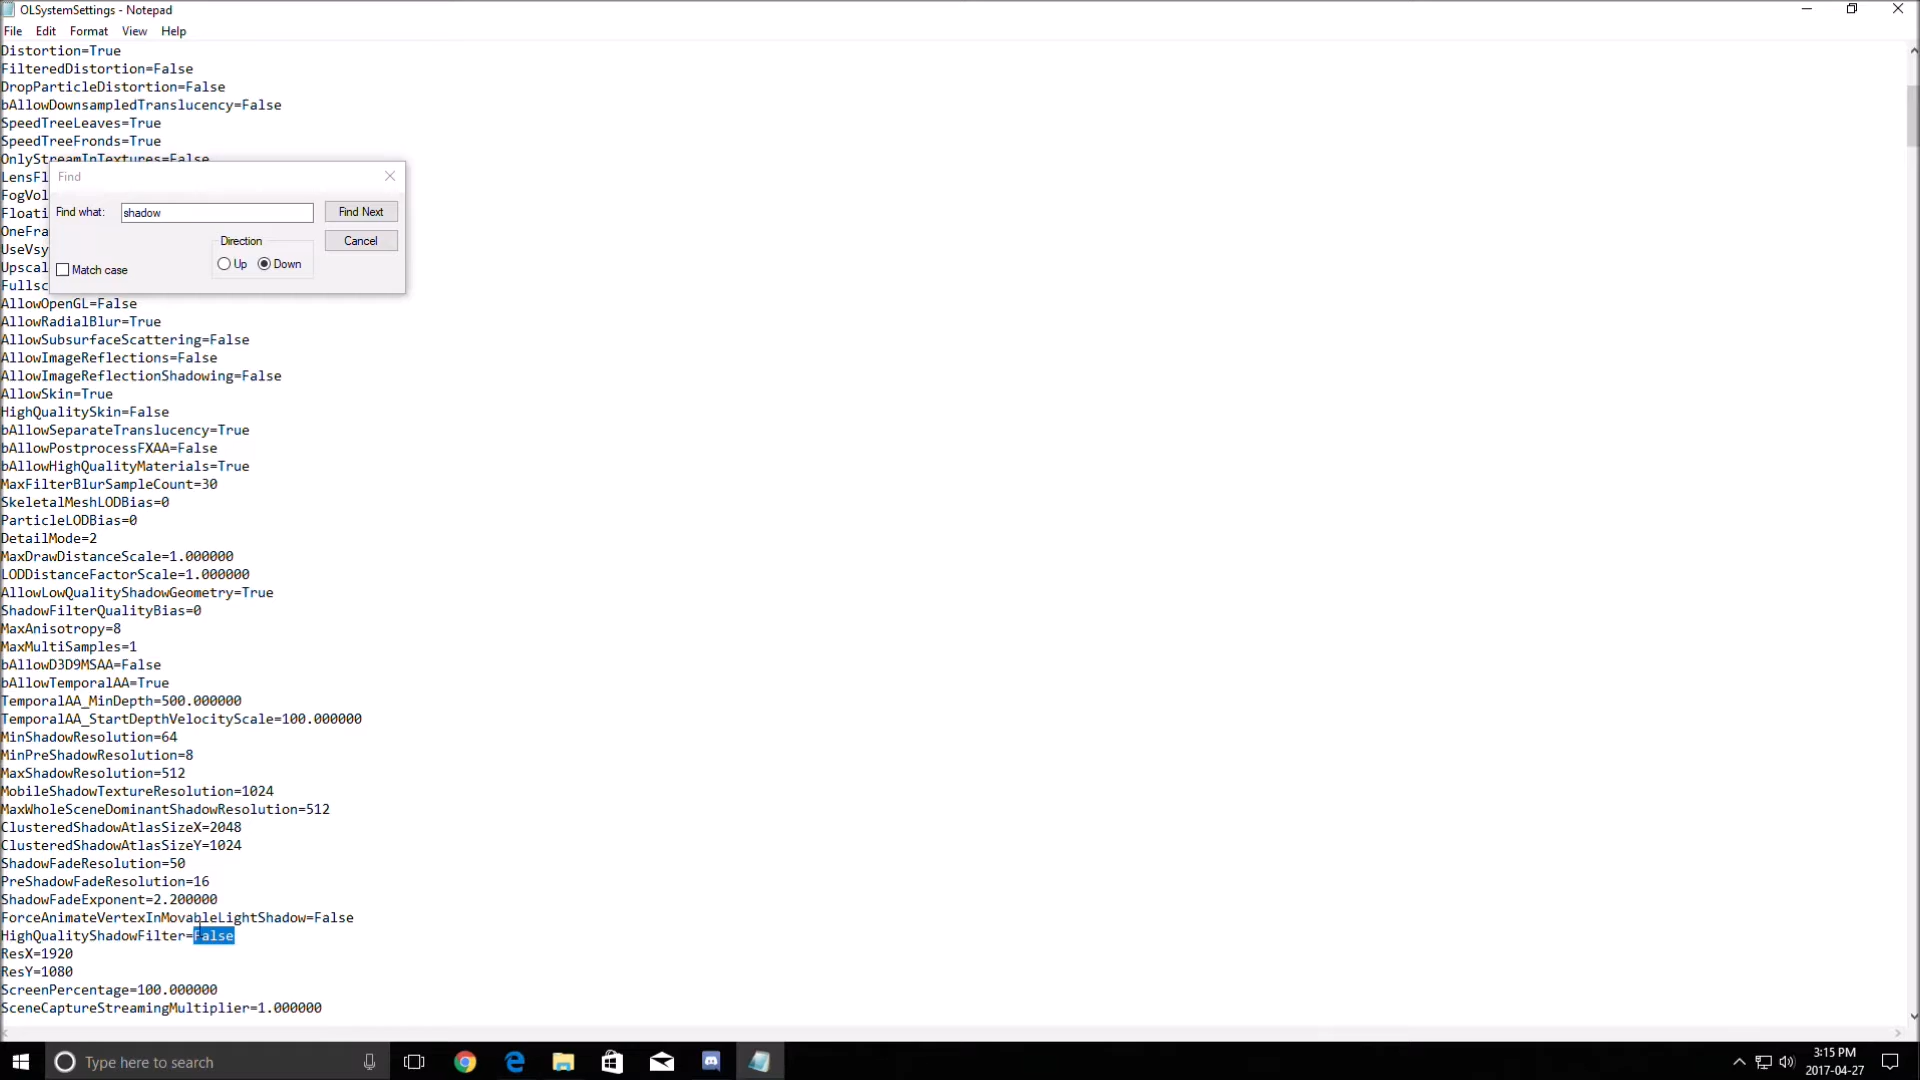 OLSystemSettings - Notepad
File Edit Format View Help
Distortion=True
FilteredDistortion=False
DropParticleDistortion=False
bAllowDownsampledTranslucency=False
SpeedTreeLeaves=True
SpeedTreeFronds=True
OnlyStreamInTextures=False
LensFl
FogVol
Floati
OneFra
UseVsy
Upscal
Fullsc
Find
Find what: shadow Find Next
Direction Cancel
Up Down
Match case
AllowOpenGL=False
AllowRadialBlur=True
AllowSubsurfaceScattering=False
AllowImageReflections=False
AllowImageReflectionShadowing=False
AllowSkin=True
HighQualitySkin=False
bAllowSeparateTranslucency=True
bAllowPostprocessFXAA=False
bAllowHighQualityMaterials=True
MaxFilterBlurSampleCount=30
SkeletalMeshLODBias=0
ParticleLODBias=0
DetailMode=2
MaxDrawDistanceScale=1.000000
LODDistanceFactorScale=1.000000
AllowLowQualityShadowGeometry=True
ShadowFilterQualityBias=0
MaxAnisotropy=8
MaxMultiSamples=1
bAllowD3D9MSAA=False
bAllowTemporalAA=True
TemporalAA_MinDepth=500.000000
TemporalAA_StartDepthVelocityScale=100.000000
MinShadowResolution=64
MinPreShadowResolution=8
MaxShadowResolution=512
MobileShadowTextureResolution=1024
MaxWholeSceneDominantShadowResolution=512
ClusteredShadowAtlasSizeX=2048
ClusteredShadowAtlasSizeY=1024
ShadowFadeResolution=50
PreShadowFadeResolution=16
ShadowFadeExponent=2.200000
ForceAnimateVertexInMovableLightShadow=False
HighQualityShadowFilter=False
ResX=1920
ResY=1080
ScreenPercentage=100.000000
SceneCaptureStreamingMultiplier=1.000000
Type here to search
3:15 PM
2017-04-27